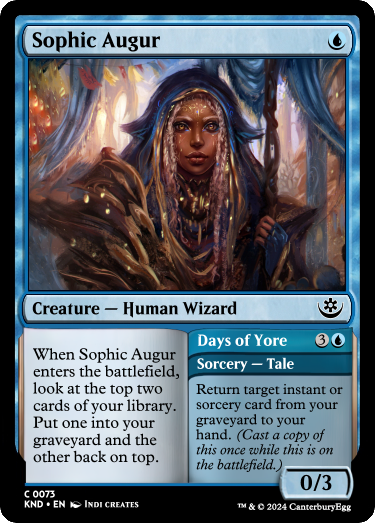 Sophic Augur
Creature — Human Wizard
When Sophic Augur
enters the battlefield,
look at the top two
cards of your library.
Put one into your
graveyard and the
other back on top.
Days of Yore 3
Sorcery — Tale
Return target instant or
sorcery card from your
graveyard to your
hand. (Cast a copy of
this once while this is
on the battlefield.)
0/3
C 0073
KND • EN INDI CREATES
™ & © 2024 CanterburyEgg